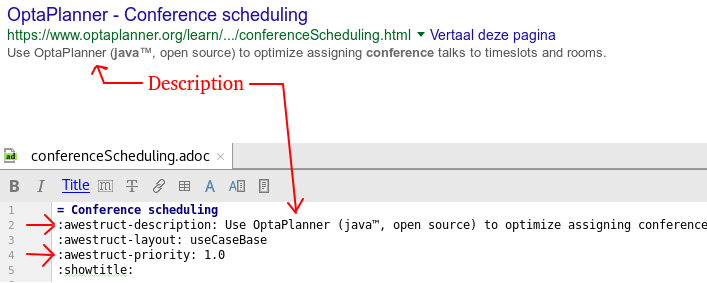 OptaPlanner - Conference scheduling
https://www.optaplanner.org/learn/.../conferenceScheduling.html ▼ Vertaal deze pagina
Use OptaPlanner (java™, open source) to optimize assigning conference talks to timeslots and rooms.
Description
ad
conferenceScheduling.adoc ×
B I Title m T A A
1 = Conference scheduling
2 :awestruct-description: Use OptaPlanner (java™, open source) to optimize assigning conference
3 :awestruct-layout: useCaseBase
4 :awestruct-priority: 1.0
5 :showtitle: